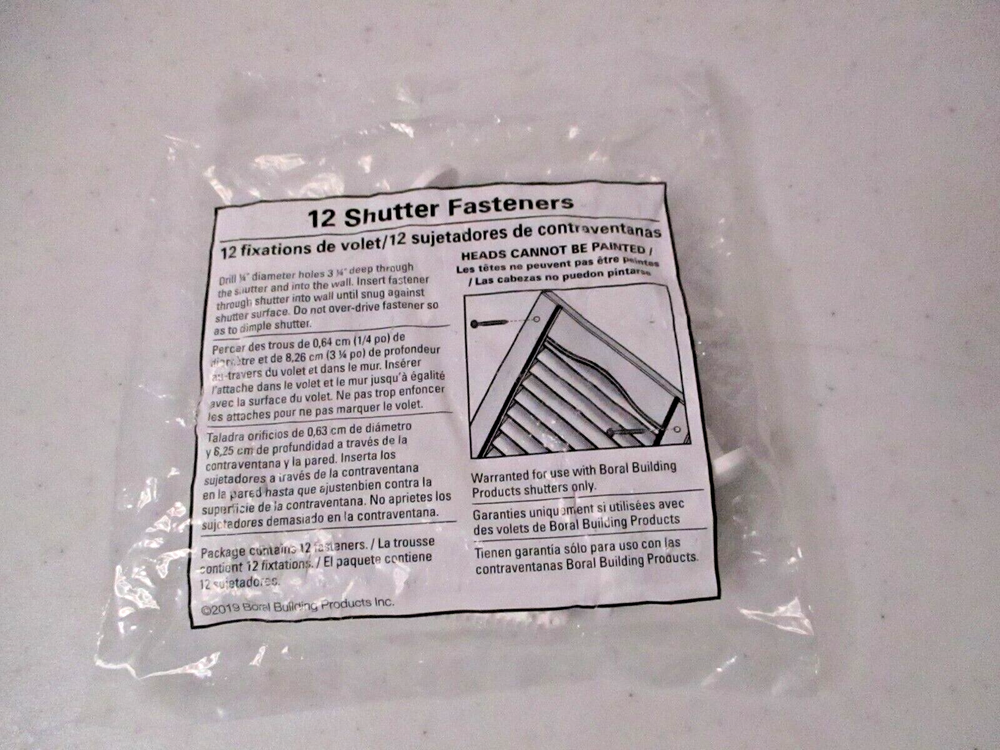 12 Shutter Fasteners
12 fixations de volet/12 sujetadores de contraventanas
Drill ¼" diameter holes 3 ¼" deep through
the shutter and into the wall. Insert fastener
through shutter into wall until snug against
shutter surface. Do not over-drive fastener so
as to dimple shutter.
Percer des trous de 0,64 cm (1/4 po) de
diamètre et de 8,26 cm (3 ¼ po) de profondeur
au-travers du volet et dans le mur. Insérer
l'attache dans le volet et le mur jusqu'à égalité
avec la surface du volet. Ne pas trop enfoncer
les attaches pour ne pas marquer le volet.
Taladra orificios de 0,63 cm de diámetro
y 8,25 cm de profundidad a través de la
contraventana y la pared. Inserta los
sujetadores a través de la contraventana
en la pared hasta que ajustenbien contra la
superficie de la contraventana. No aprietes los
sujetadores demasiado en la contraventana.
Package contains 12 fasteners. / La trousse
contient 12 fixtations. / El paquete contiene
12 sujetadores.
©2019 Boral Building Products Inc.
HEADS CANNOT BE PAINTED /
Les têtes ne peuvent pas être peintes
/ Las cabezas no puedon pintarse
Warranted for use with Boral Building
Products shutters only.
Garanties uniquement si utilisées avec
des volets de Boral Building Products
Tienen garantía sólo para uso con las
contraventanas Boral Building Products.